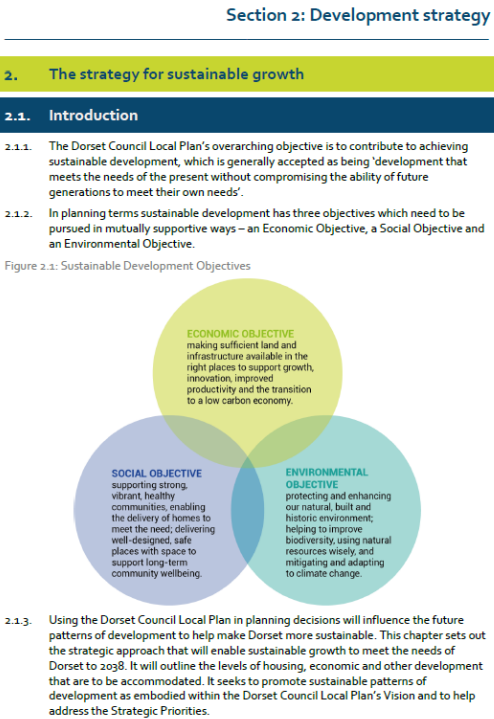 Section 2: Development strategy
2. The strategy for sustainable growth
2.1. Introduction
2.1.1. The Dorset Council Local Plan's overarching objective is to contribute to achieving
sustainable development, which is generally accepted as being 'development that
meets the needs of the present without compromising the ability of future
generations to meet their own needs'.
2.1.2. In planning terms sustainable development has three objectives which need to be
pursued in mutually supportive ways – an Economic Objective, a Social Objective and
an Environmental Objective.
Figure 2.1: Sustainable Development Objectives
ECONOMIC OBJECTIVE
making sufficient land and
infrastructure available in the
right places to support growth,
innovation, improved
productivity and the transition
to a low carbon economy.
SOCIAL OBJECTIVE
supporting strong,
vibrant, healthy
communities, enabling
the delivery of homes to
meet the need; delivering
well-designed, safe
places with space to
support long-term
community wellbeing.
ENVIRONMENTAL
OBJECTIVE
protecting and enhancing
our natural, built and
historic environment;
helping to improve
biodiversity, using natural
resources wisely, and
mitigating and adapting
to climate change.
2.1.3. Using the Dorset Council Local Plan in planning decisions will influence the future
patterns of development to help make Dorset more sustainable. This chapter sets out
the strategic approach that will enable sustainable growth to meet the needs of
Dorset to 2038. It will outline the levels of housing, economic and other development
that are to be accommodated. It seeks to promote sustainable patterns of
development as embodied within the Dorset Council Local Plan's Vision and to help
address the Strategic Priorities.